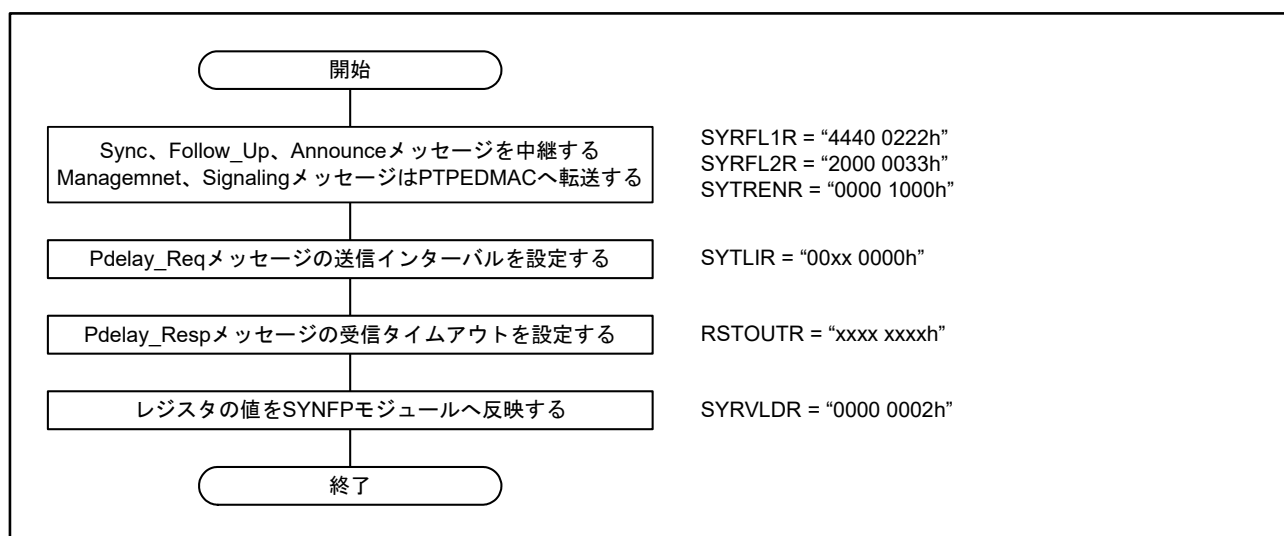 開始
Sync、Follow_Up、Announceメッセージを中継する
Managemnet、SignalingメッセージはPTPEDMACへ転送する
SYRFL1R = “4440 0222h”
SYRFL2R = “2000 0033h”
SYTRENR = “0000 1000h”
Pdelay_Reqメッセージの送信インターバルを設定する
SYTLIR = “00xx 0000h”
Pdelay_Respメッセージの受信タイムアウトを設定する
RSTOUTR = “xxxx xxxxh”
レジスタの値をSYNFPモジュールへ反映する
SYRVLDR = “0000 0002h”
終了